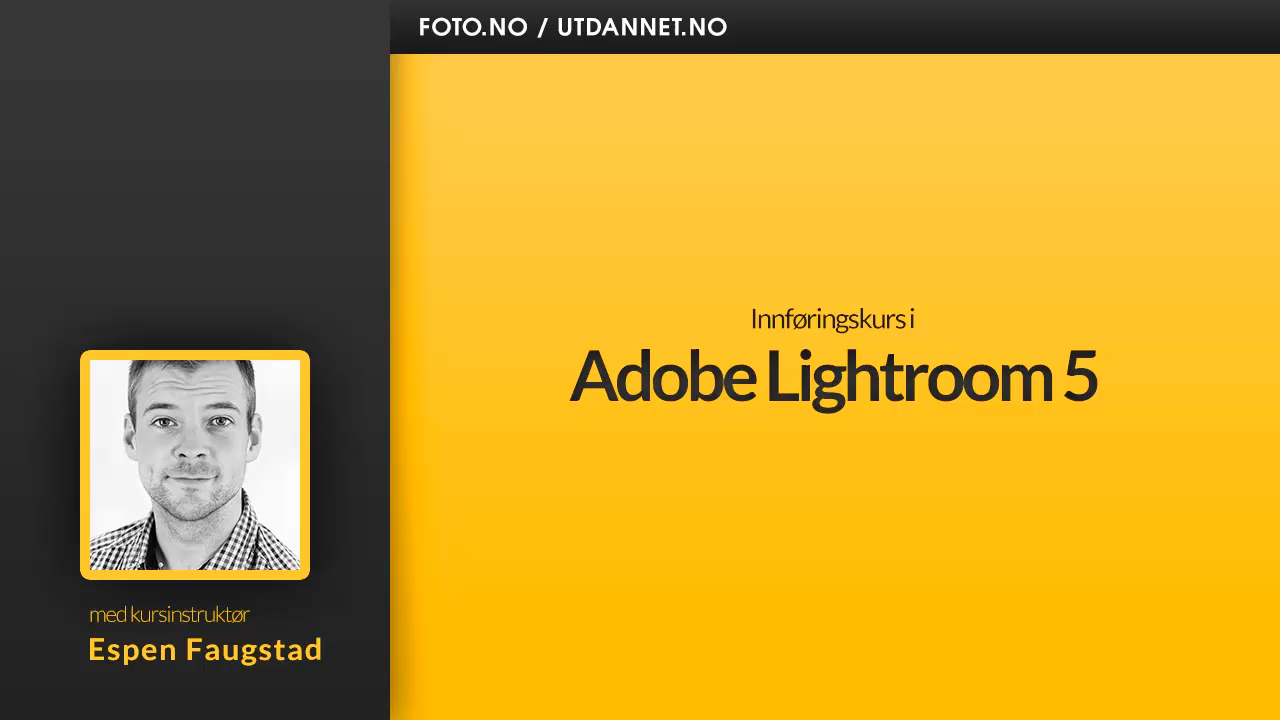 FOTO.NO / UTDANNET.NO
Innføringskurs i
Adobe Lightroom 5
med kursinstruktør
Espen Faugstad